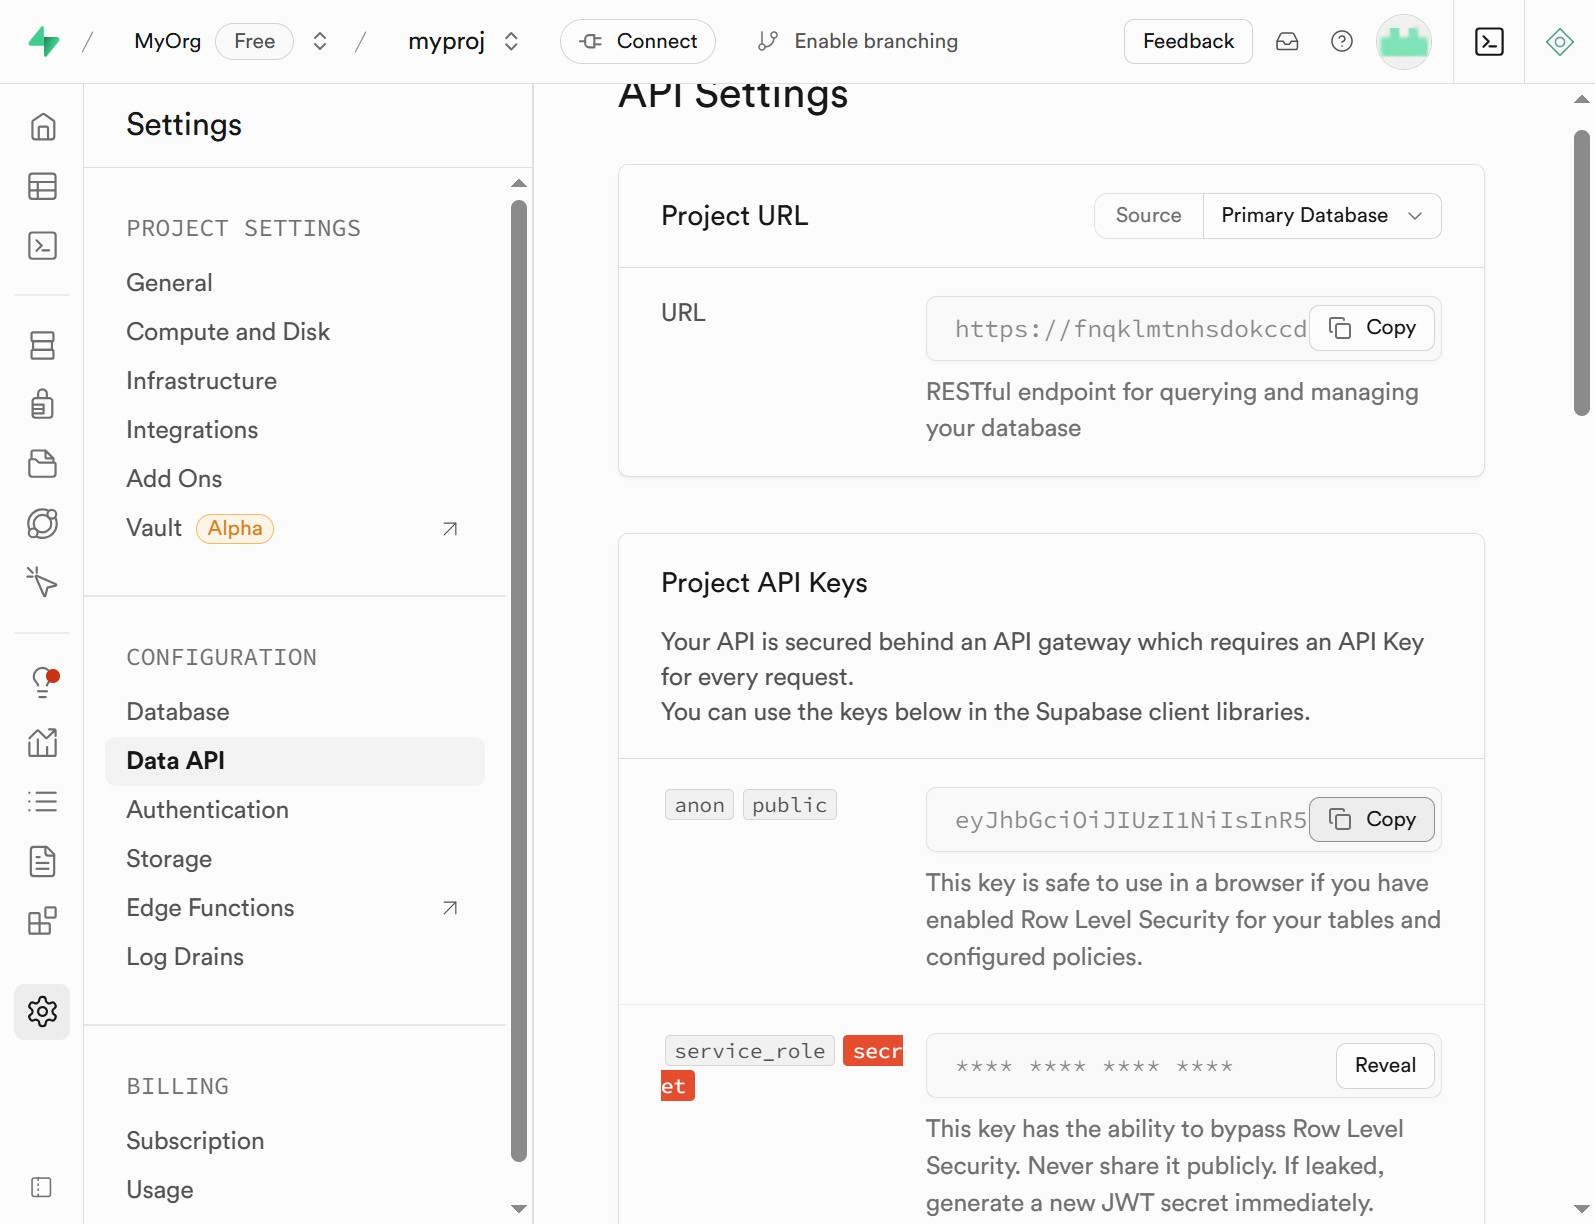 MyOrg Free myproj Connect Enable branching Feedback
Settings
PROJECT SETTINGS
General
Compute and Disk
Infrastructure
Integrations
Add Ons
Vault Alpha
CONFIGURATION
Database
Data API
Authentication
Storage
Edge Functions
Log Drains
BILLING
Subscription
Usage
API Settings
Project URL
Source Primary Database
URL
https://fnqklmtnhsdokccd
Copy
RESTful endpoint for querying and managing
your database
Project API Keys
Your API is secured behind an API gateway which requires an API Key
for every request.
You can use the keys below in the Supabase client libraries.
anon public
eyJhbGciOiJIUzI1NiIsInR5
Copy
This key is safe to use in a browser if you have
enabled Row Level Security for your tables and
configured policies.
service_role secr
et
**** **** **** ****
Reveal
This key has the ability to bypass Row Level
Security. Never share it publicly. If leaked,
generate a new JWT secret immediately.